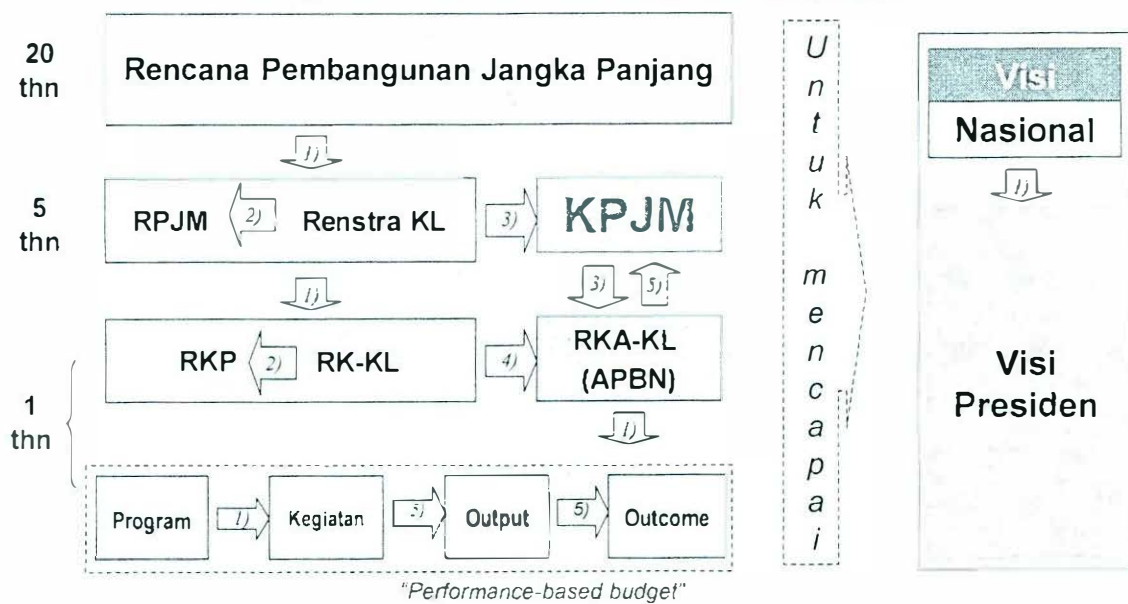 20
thn
Rencana Pembangunan Jangka Panjang
1)
5
thn
RPJM
2)
Renstra KL
3)
KPJM
1)
3)
5)
RKP
2)
RK-KL
4)
RKA-KL
(APBN)
1
thn
1)
Program
1)
Kegiatan
5)
Output
5)
Outcome
"Performance-based budget"
Untuk mencapai
Visi
Nasional
1)
Visi
Presiden